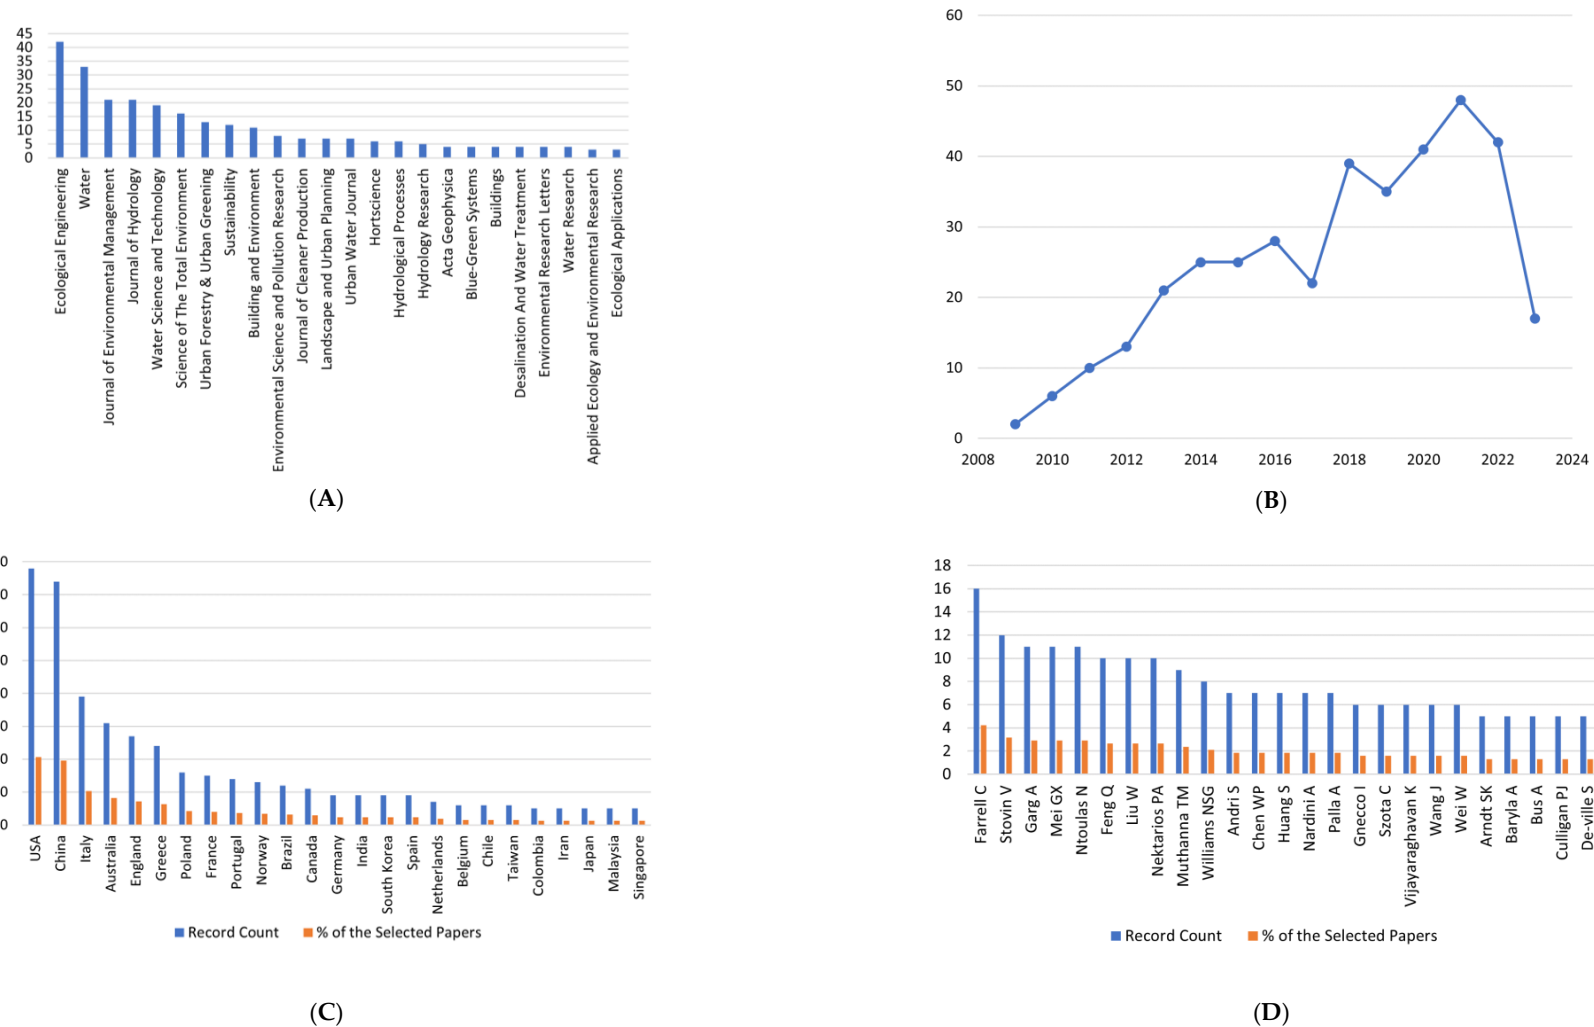 45
40
35
30
25
20
15
10
5
0
Ecological Engineering
Water
Journal of Environmental Management
Journal of Hydrology
Water Science and Technology
Science of The Total Environment
Urban Forestry & Urban Greening
Sustainability
Building and Environment
Environmental Science and Pollution Research
Journal of Cleaner Production
Landscape and Urban Planning
Urban Water Journal
Hortscience
Hydrological Processes
Hydrology Research
Acta Geophysica
Blue-Green Systems
Buildings
Desalination And Water Treatment
Environmental Research Letters
Water Research
Applied Ecology and Environmental Research
Ecological Applications
(A)
60
50
40
30
20
10
0
2008 2010 2012 2014 2016 2018 2020 2022 2024
(B)
0
0
0
0
0
0
0
0
0
USA
China
Italy
Australia
England
Greece
Poland
France
Portugal
Norway
Brazil
Canada
Germany
India
South Korea
Spain
Netherlands
Belgium
Chile
Taiwan
Colombia
Iran
Japan
Malaysia
Singapore
Record Count % of the Selected Papers
(C)
18
16
14
12
10
8
6
4
2
0
Farrell C
Stovin V
Garg A
Mei GX
Ntoulas N
Feng Q
Liu W
Nektarios PA
Muthanna TM
Williams NSG
Andri S
Chen WP
Huang S
Nardini A
Palla A
Gnecco I
Szota C
Vijayaraghavan K
Wang J
Wei W
Arndt SK
Baryla A
Bus A
Culligan PJ
De-ville S
Record Count % of the Selected Papers
(D)